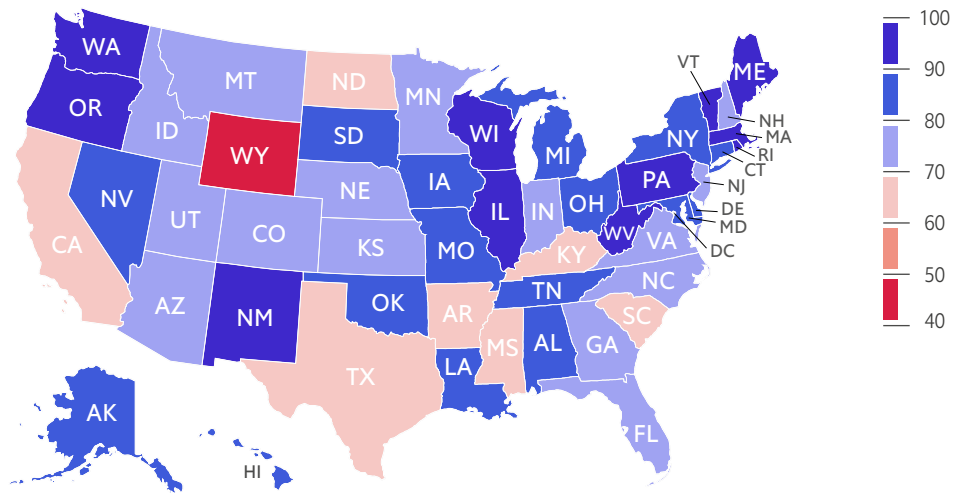 WA
OR
CA
NV
ID
MT
WY
UT
CO
AZ
NM
ND
SD
NE
KS
OK
TX
MN
IA
MO
AR
LA
WI
IL
MI
IN
OH
KY
TN
MS
AL
GA
FL
SC
NC
VA
WV
PA
NY
VT
ME
NH
MA
RI
CT
NJ
DE
MD
DC
AK
HI
100
90
80
70
60
50
40